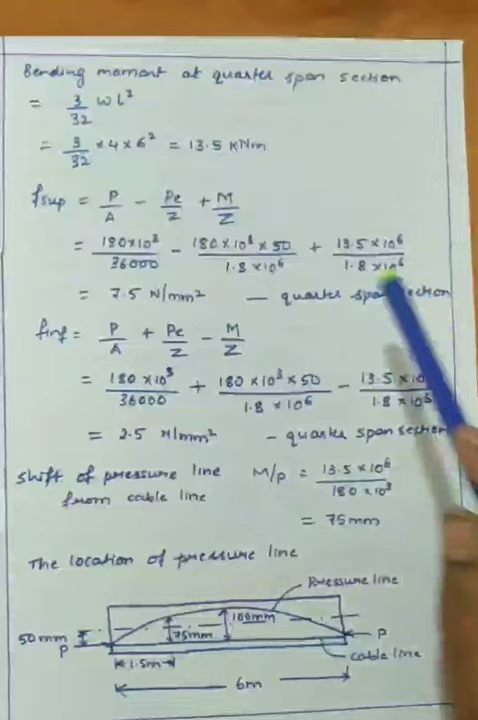 Bending moment at quarter span section
= 3/32 wl²
= 3/32 × 4 × 6² = 13.5 kNm
fsup = P/A - Pe/Z + M/Z
= 180×10³/36000 - 180×10³×50/1.8×10⁶ + 13.5×10⁶/1.8×10⁶
= 7.5 N/mm² — quarter span section
finf = P/A + Pe/Z - M/Z
= 180×10³/36000 + 180×10³×50/1.8×10⁶ - 13.5×10/1.8×10⁶
= 2.5 N/mm² - quarter span section
shift of pressure line M/p = 13.5×10⁶/180×10³
from cable line
= 75mm
The location of pressure line
Pressure line
100mm
50mm
75mm
P
P
cable line
1.5m
6m